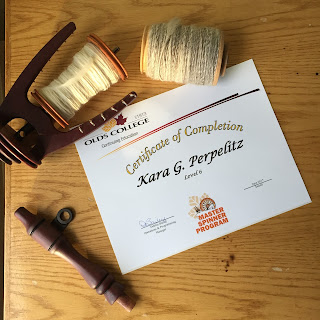 OLDS COLLEGE
Continuing Education
Certificate of Completion
Kara G. Perpelitz
Level 6
MASTER
SPINNER
PROGRAM